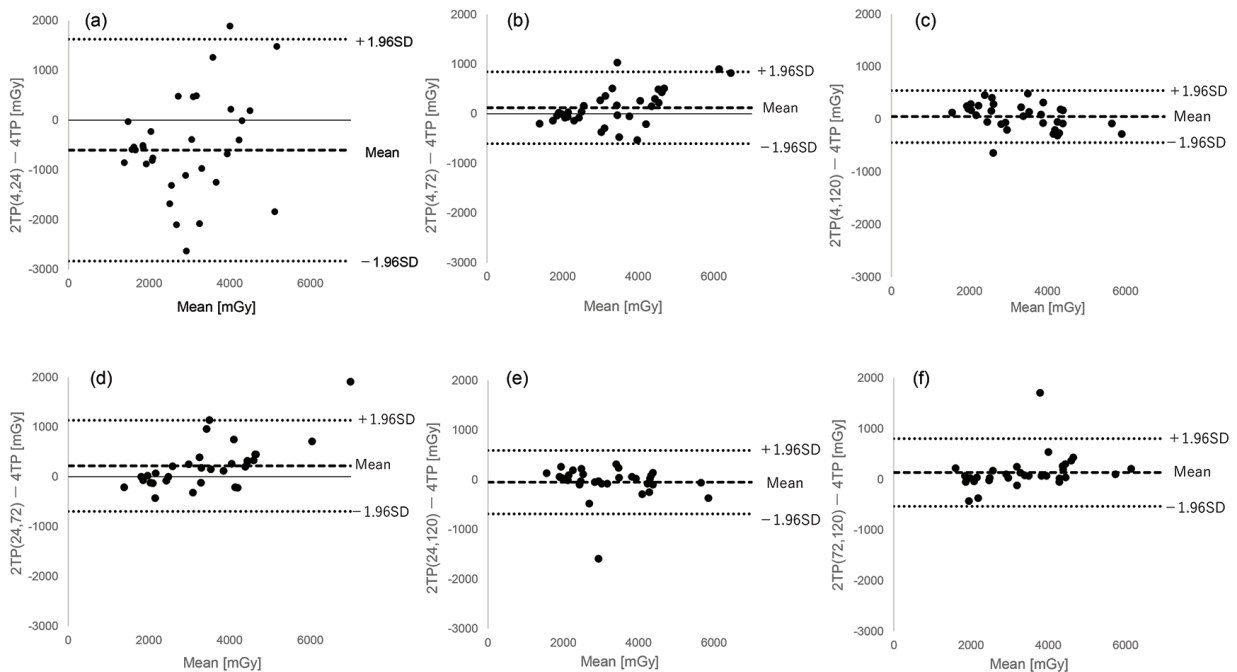 (a)
2TP(4,24) — 4TP [mGy]
2000
1000
0
-1000
-2000
-3000
+1.96SD
Mean
−1.96SD
0 2000 4000 6000
Mean [mGy]
(b)
2TP(4,72) — 4TP [mGy]
2000
1000
0
-1000
-2000
-3000
+1.96SD
Mean
−1.96SD
0 2000 4000 6000
Mean [mGy]
(c)
2TP(4,120) — 4TP [mGy]
2000
1000
0
-1000
-2000
-3000
+1.96SD
Mean
−1.96SD
0 2000 4000 6000
Mean [mGy]
(d)
2TP(24,72) — 4TP [mGy]
2000
1000
0
-1000
-2000
-3000
+1.96SD
Mean
−1.96SD
0 2000 4000 6000
Mean [mGy]
(e)
2TP(24,120) — 4TP [mGy]
2000
1000
0
-1000
-2000
-3000
+1.96SD
Mean
−1.96SD
0 2000 4000 6000
Mean [mGy]
(f)
2TP(72,120) — 4TP [mGy]
2000
1000
0
-1000
-2000
-3000
+1.96SD
Mean
−1.96SD
0 2000 4000 6000
Mean [mGy]